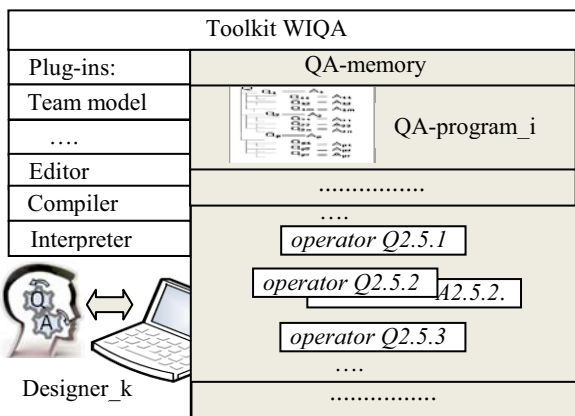 Toolkit WIQA
Plug-ins:
QA-memory
Team model
QA-program_i
….
Editor
................
Compiler
….
Interpreter
operator Q2.5.1
operator Q2.5.2
A2.5.2.
operator Q2.5.3
….
Designer_k
................
Q
A